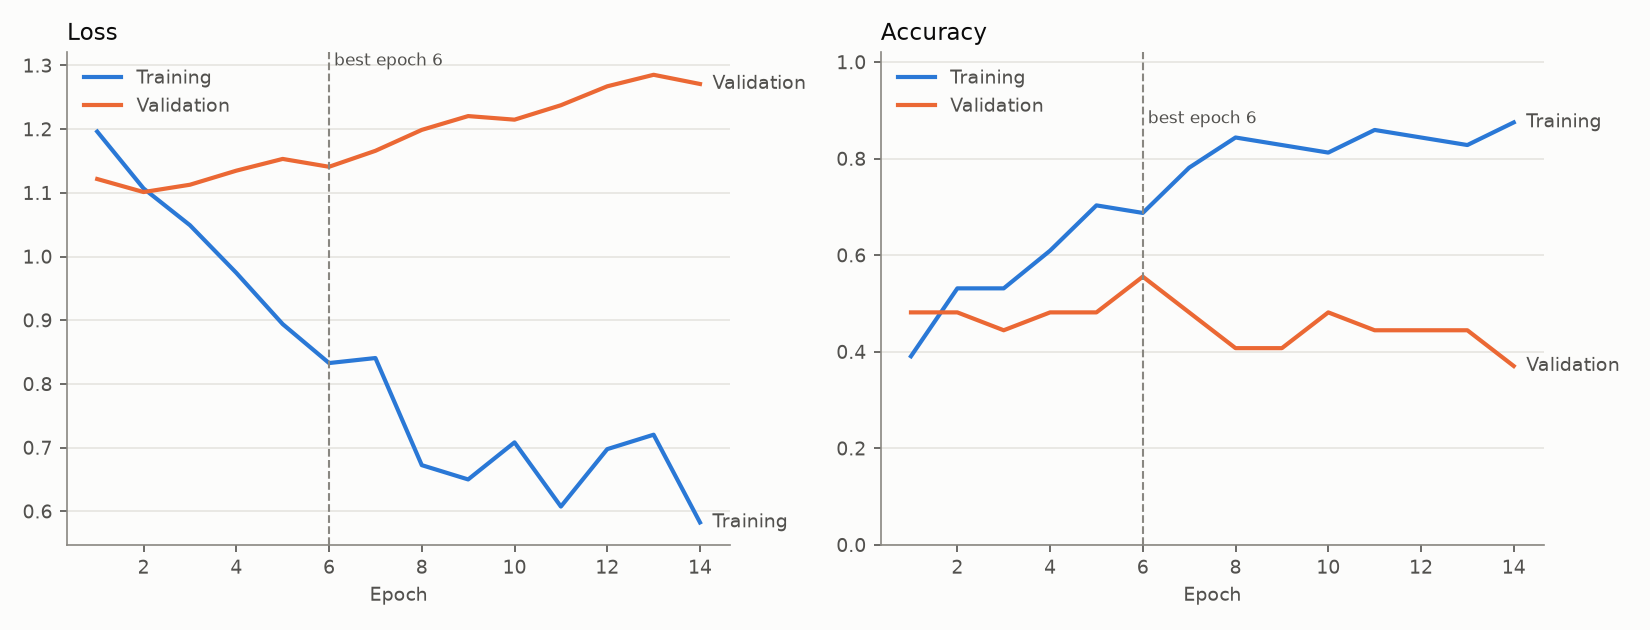 Loss
1.3
1.2
1.1
1.0
0.9
0.8
0.7
0.6
Training
Validation
best epoch 6
Validation
Training
2 4 6 8 10 12 14
Epoch
Accuracy
1.0
0.8
0.6
0.4
0.2
0.0
Training
Validation
best epoch 6
Training
Validation
2 4 6 8 10 12 14
Epoch